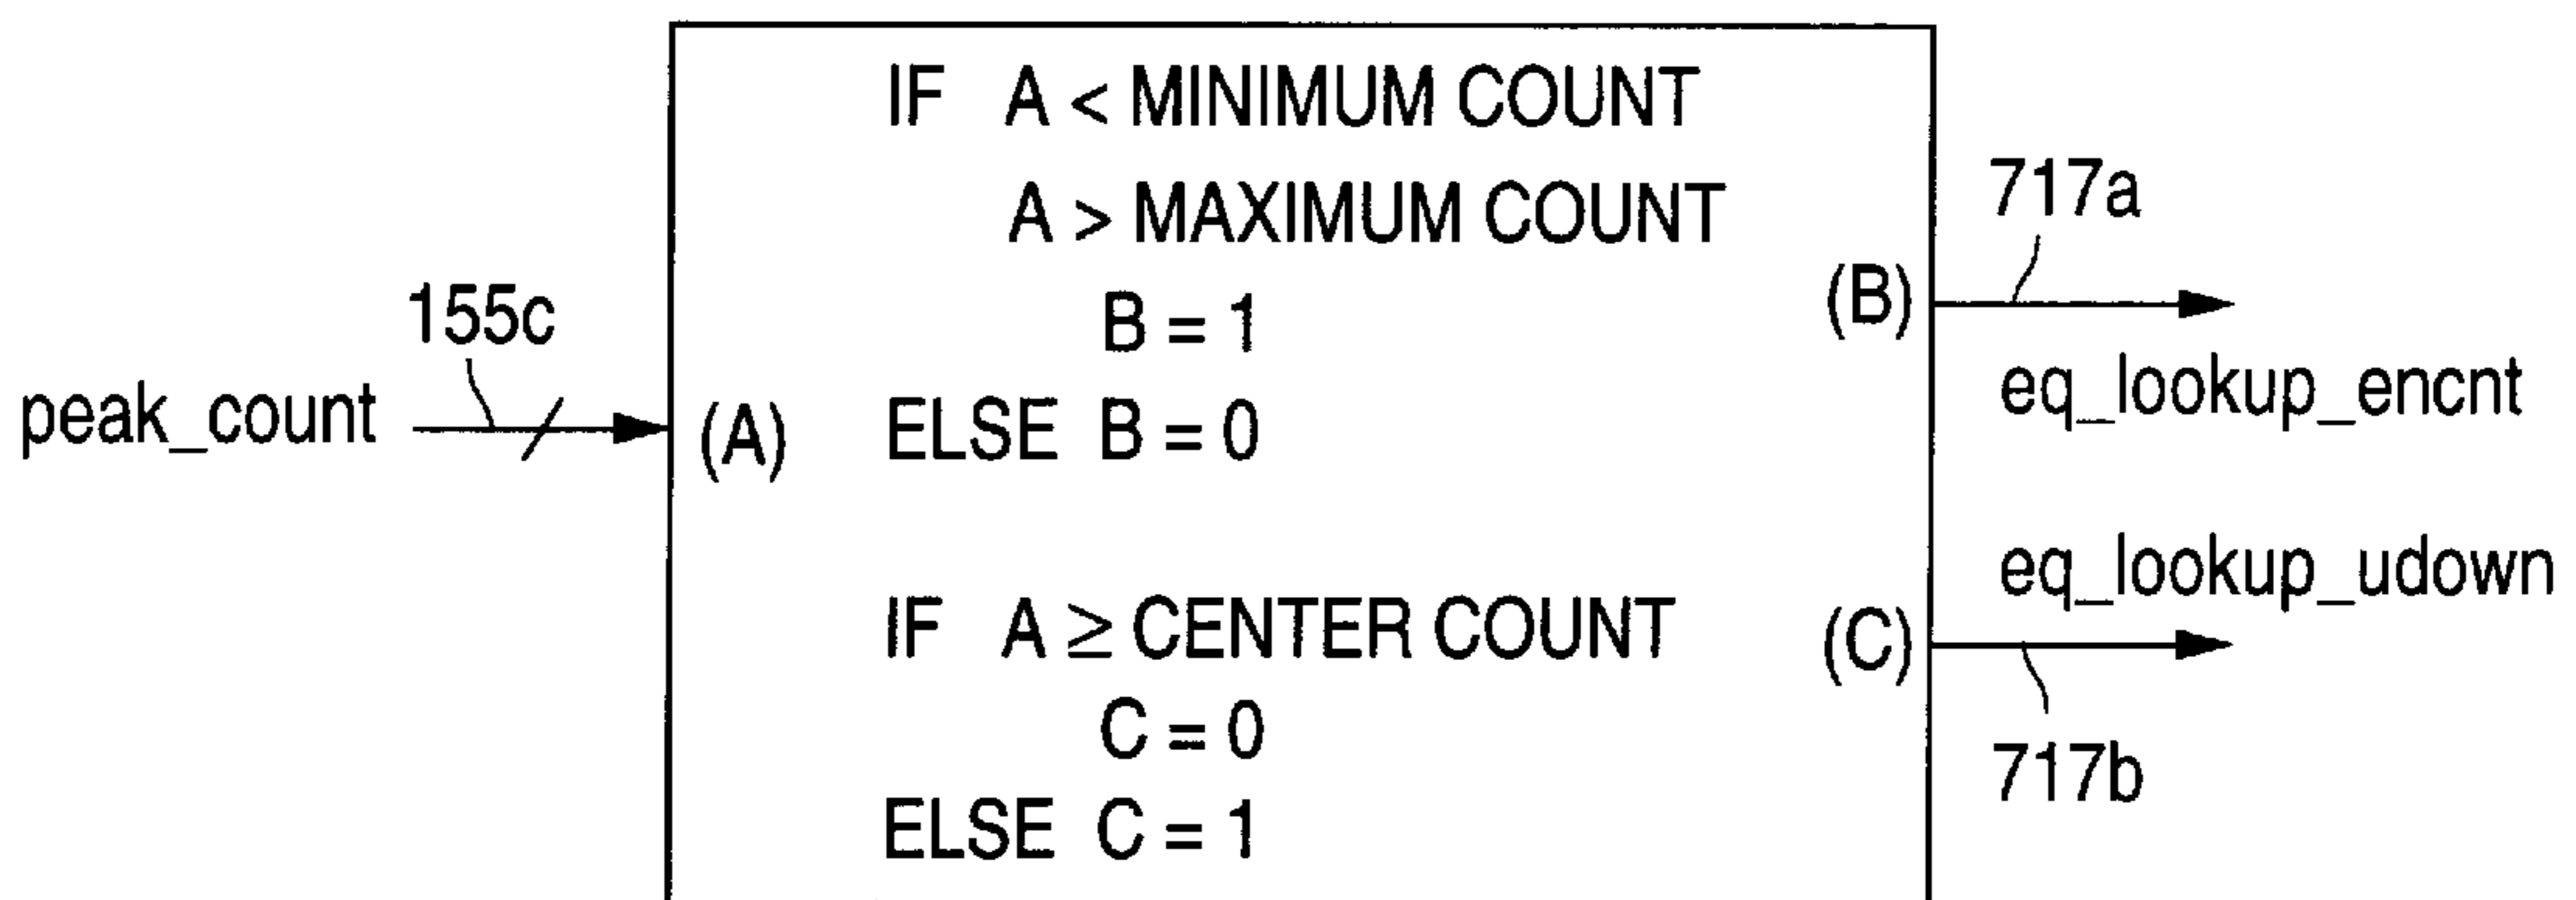 IF A < MINIMUM COUNT
A > MAXIMUM COUNT
B = 1
ELSE B = 0
IF A ≥ CENTER COUNT
C = 0
ELSE C = 1
155c
peak_count
(A)
(B)
717a
eq_lookup_encnt
eq_lookup_udown
(C)
717b